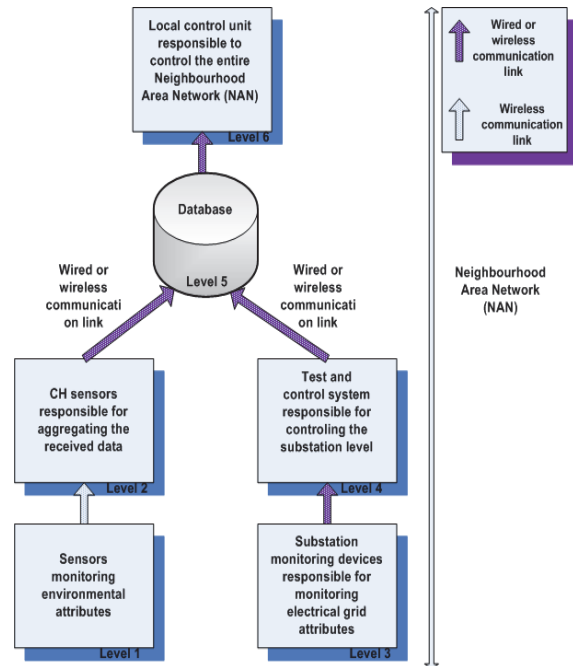 Local control unit
responsible to
control the entire
Neighbourhood
Area Network (NAN)
Level 6
Wired or
wireless
communication
link
Wireless
communication
link
Database
Level 5
Wired or
wireless
communicati
on link
Wired or
wireless
communicati
on link
Neighbourhood
Area Network
(NAN)
CH sensors
responsible for
aggregating the
received data
Level 2
Test and
control system
responsible for
controling the
substation level
Level 4
Sensors
monitoring
environmental
attributes
Level 1
Substation
monitoring devices
responsible for
monitoring
electrical grid
attributes
Level 3